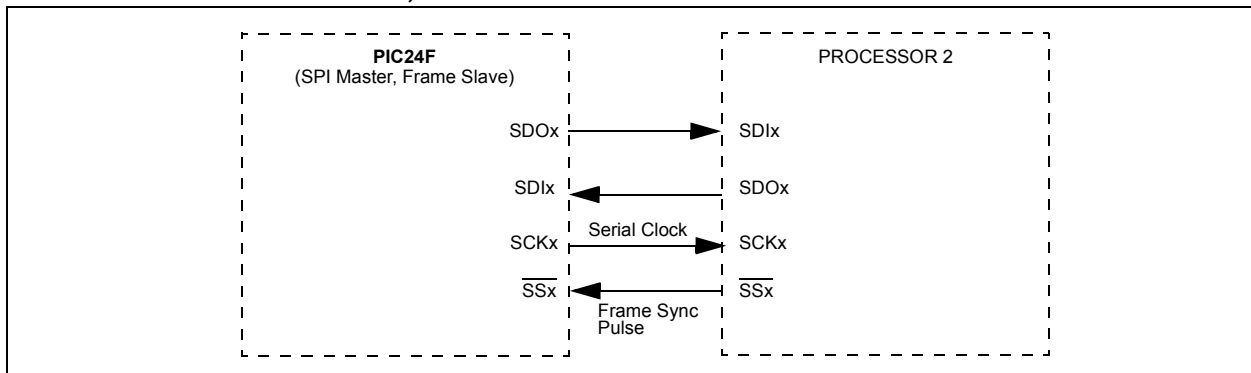 PIC24F
(SPI Master, Frame Slave)
PROCESSOR 2
SDOx
SDIx
SDIx
SDOx
SCKx
Serial Clock
SCKx
SSx
Frame Sync
Pulse
SSx